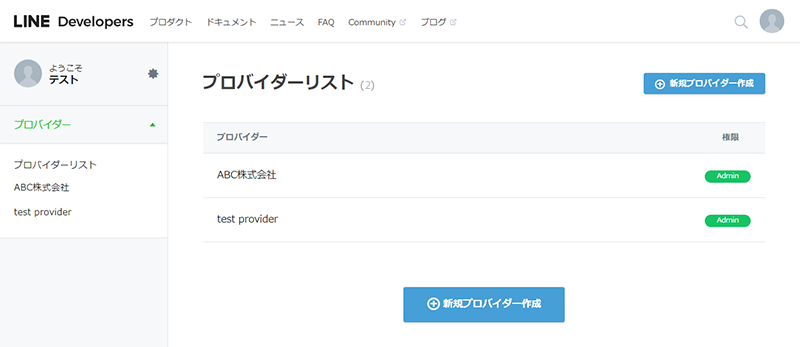 LINE Developers プロダクト ドキュメント ニュース FAQ Community ブログ
ようこそ
テスト
プロバイダー
プロバイダーリスト
ABC株式会社
test provider
プロバイダーリスト (2)
新規プロバイダー作成
プロバイダー 権限
ABC株式会社 Admin
test provider Admin
新規プロバイダー作成